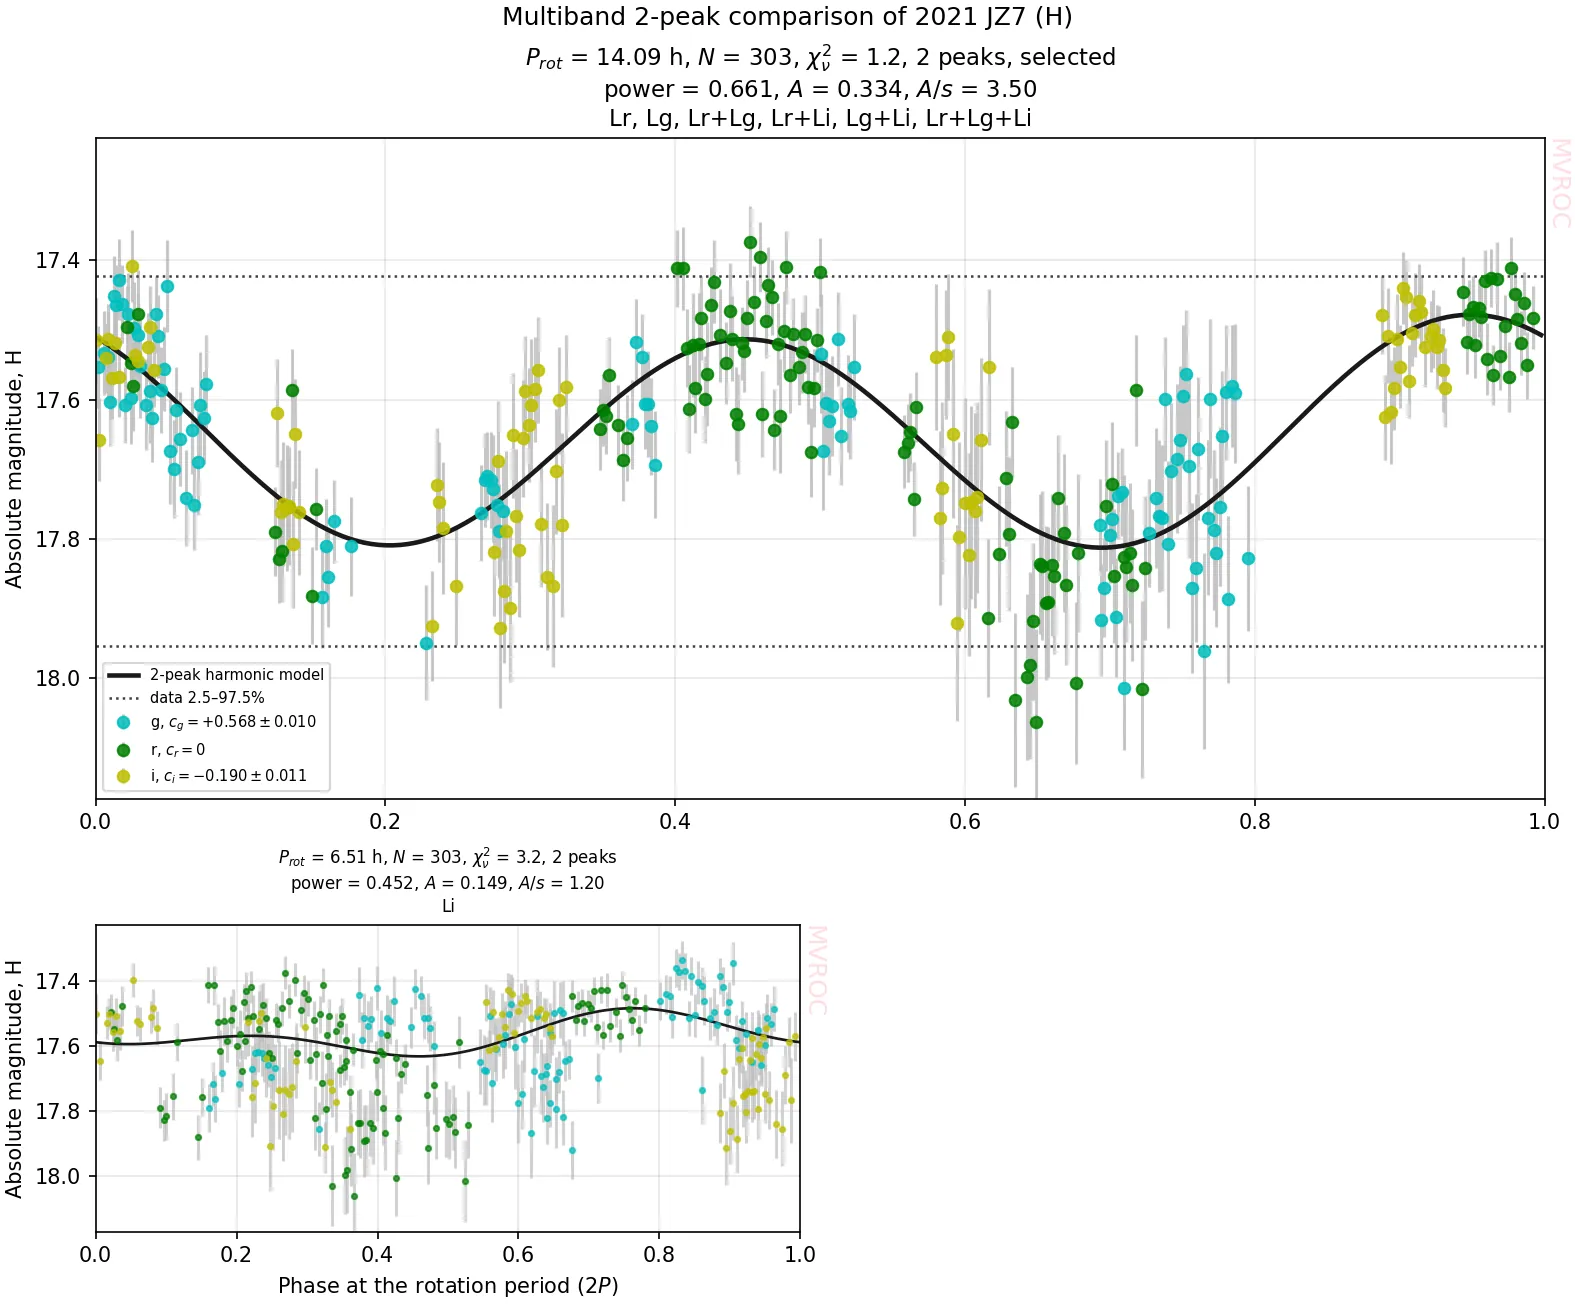 Multiband 2-peak comparison of 2021 JZ7 (H)
P_rot = 14.09 h, N = 303, χ²_ν = 1.2, 2 peaks, selected
power = 0.661, A = 0.334, A/s = 3.50
Lr, Lg, Lr+Lg, Lr+Li, Lg+Li, Lr+Lg+Li
MVROC
Absolute magnitude, H
17.4
17.6
17.8
18.0
2-peak harmonic model
data 2.5–97.5%
g, c_g = +0.568 ± 0.010
r, c_r = 0
i, c_i = −0.190 ± 0.011
0.0 0.2 0.4 0.6 0.8 1.0
P_rot = 6.51 h, N = 303, χ²_ν = 3.2, 2 peaks
power = 0.452, A = 0.149, A/s = 1.20
Li
MVROC
Absolute magnitude, H
17.4
17.6
17.8
18.0
0.0 0.2 0.4 0.6 0.8 1.0
Phase at the rotation period (2P)